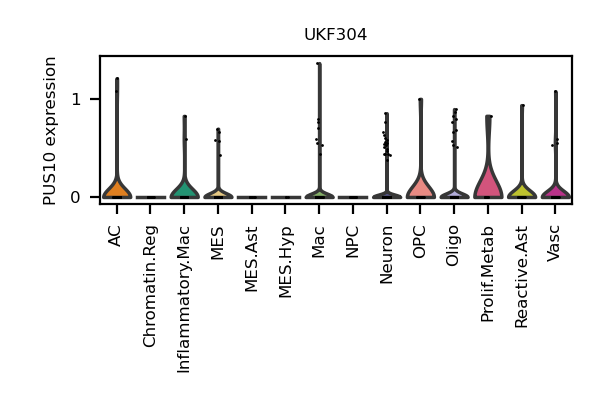 UKF304
PUS10 expression
1
0
AC
Chromatin.Reg
Inflammatory.Mac
MES
MES.Ast
MES.Hyp
Mac
NPC
Neuron
OPC
Oligo
Prolif.Metab
Reactive.Ast
Vasc